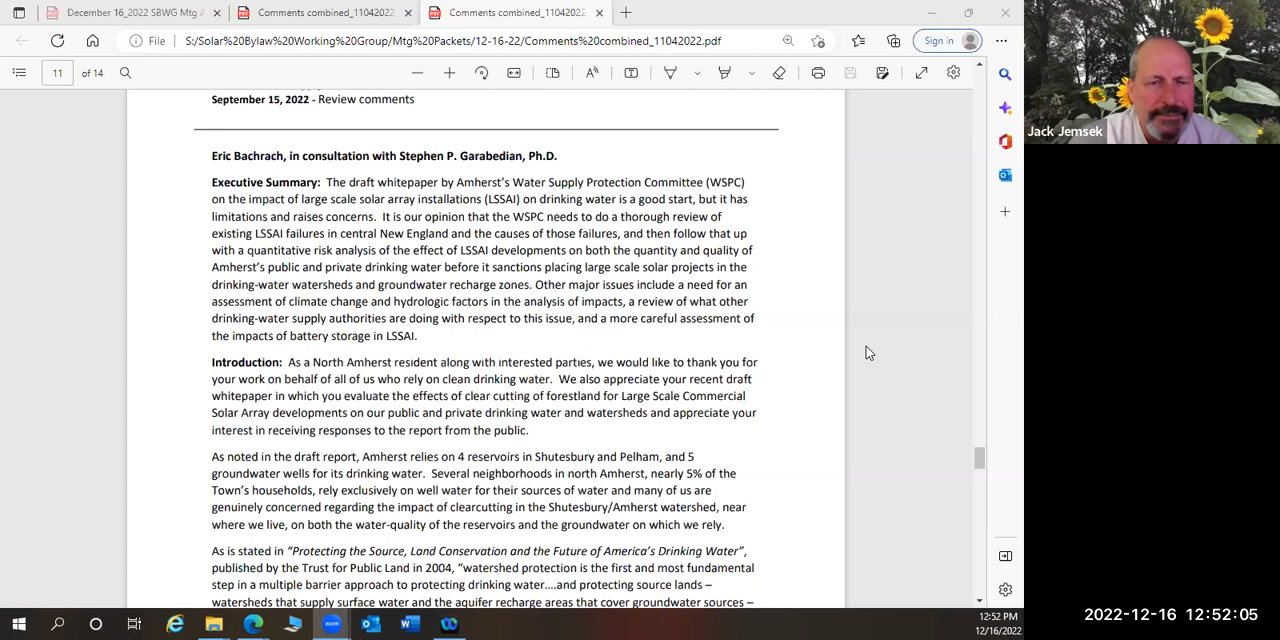 December 16_2022 SBWG Mtg A
Comments combined_11042022
Comments combined_11042022
File
S:/Solar%20Bylaw%20Working%20Group/Mtg%20Packets/12-16-22/Comments%20combined_11042022.pdf
Sign in
11
of 14
September 15, 2022 - Review comments
Eric Bachrach, in consultation with Stephen P. Garabedian, Ph.D.
Executive Summary: The draft whitepaper by Amherst's Water Supply Protection Committee (WSPC)
on the impact of large scale solar array installations (LSSAI) on drinking water is a good start, but it has
limitations and raises concerns. It is our opinion that the WSPC needs to do a thorough review of
existing LSSAI failures in central New England and the causes of those failures, and then follow that up
with a quantitative risk analysis of the effect of LSSAI developments on both the quantity and quality of
Amherst's public and private drinking water before it sanctions placing large scale solar projects in the
drinking-water watersheds and groundwater recharge zones. Other major issues include a need for an
assessment of climate change and hydrologic factors in the analysis of impacts, a review of what other
drinking-water supply authorities are doing with respect to this issue, and a more careful assessment of
the impacts of battery storage in LSSAI.
Introduction: As a North Amherst resident along with interested parties, we would like to thank you for
your work on behalf of all of us who rely on clean drinking water. We also appreciate your recent draft
whitepaper in which you evaluate the effects of clear cutting of forestland for Large Scale Commercial
Solar Array developments on our public and private drinking water and watersheds and appreciate your
interest in receiving responses to the report from the public.
As noted in the draft report, Amherst relies on 4 reservoirs in Shutesbury and Pelham, and 5
groundwater wells for its drinking water. Several neighborhoods in north Amherst, nearly 5% of the
Town's households, rely exclusively on well water for their sources of water and many of us are
genuinely concerned regarding the impact of clearcutting in the Shutesbury/Amherst watershed, near
where we live, on both the water-quality of the reservoirs and the groundwater on which we rely.
As is stated in "Protecting the Source, Land Conservation and the Future of America's Drinking Water",
published by the Trust for Public Land in 2004, "watershed protection is the first and most fundamental
step in a multiple barrier approach to protecting drinking water....and protecting source lands –
watersheds that supply surface water and the aquifer recharge areas that cover groundwater sources –
Jack Jemsek
zoom
12:52 PM
12/16/2022
2022-12-16 12:52:05